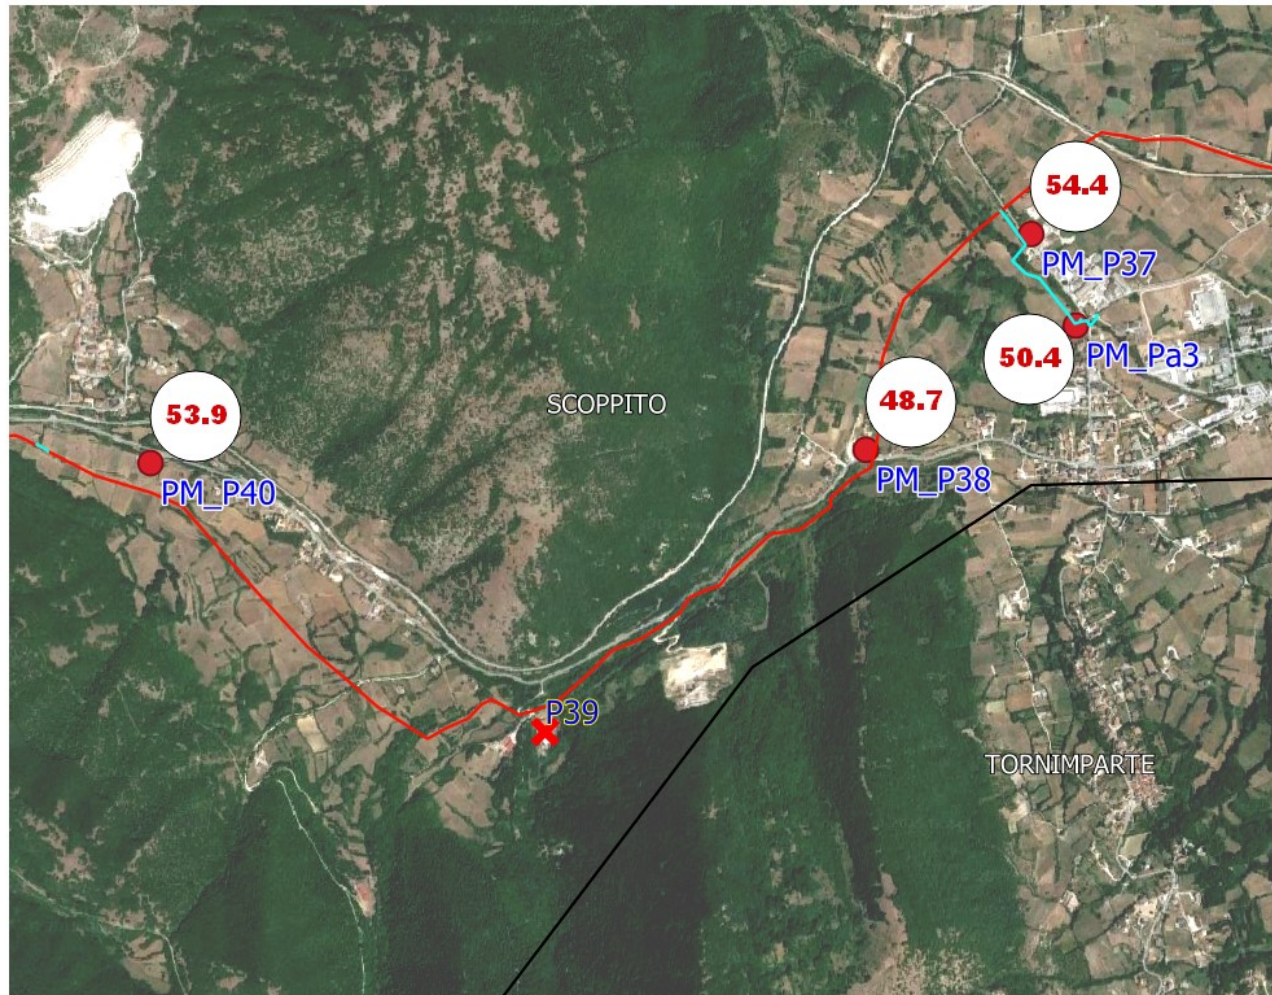 54.4
PM_P37
50.4
PM_Pa3
48.7
SCOPPITO
53.9
PM_P38
PM_P40
P39
TORNIMPARTE